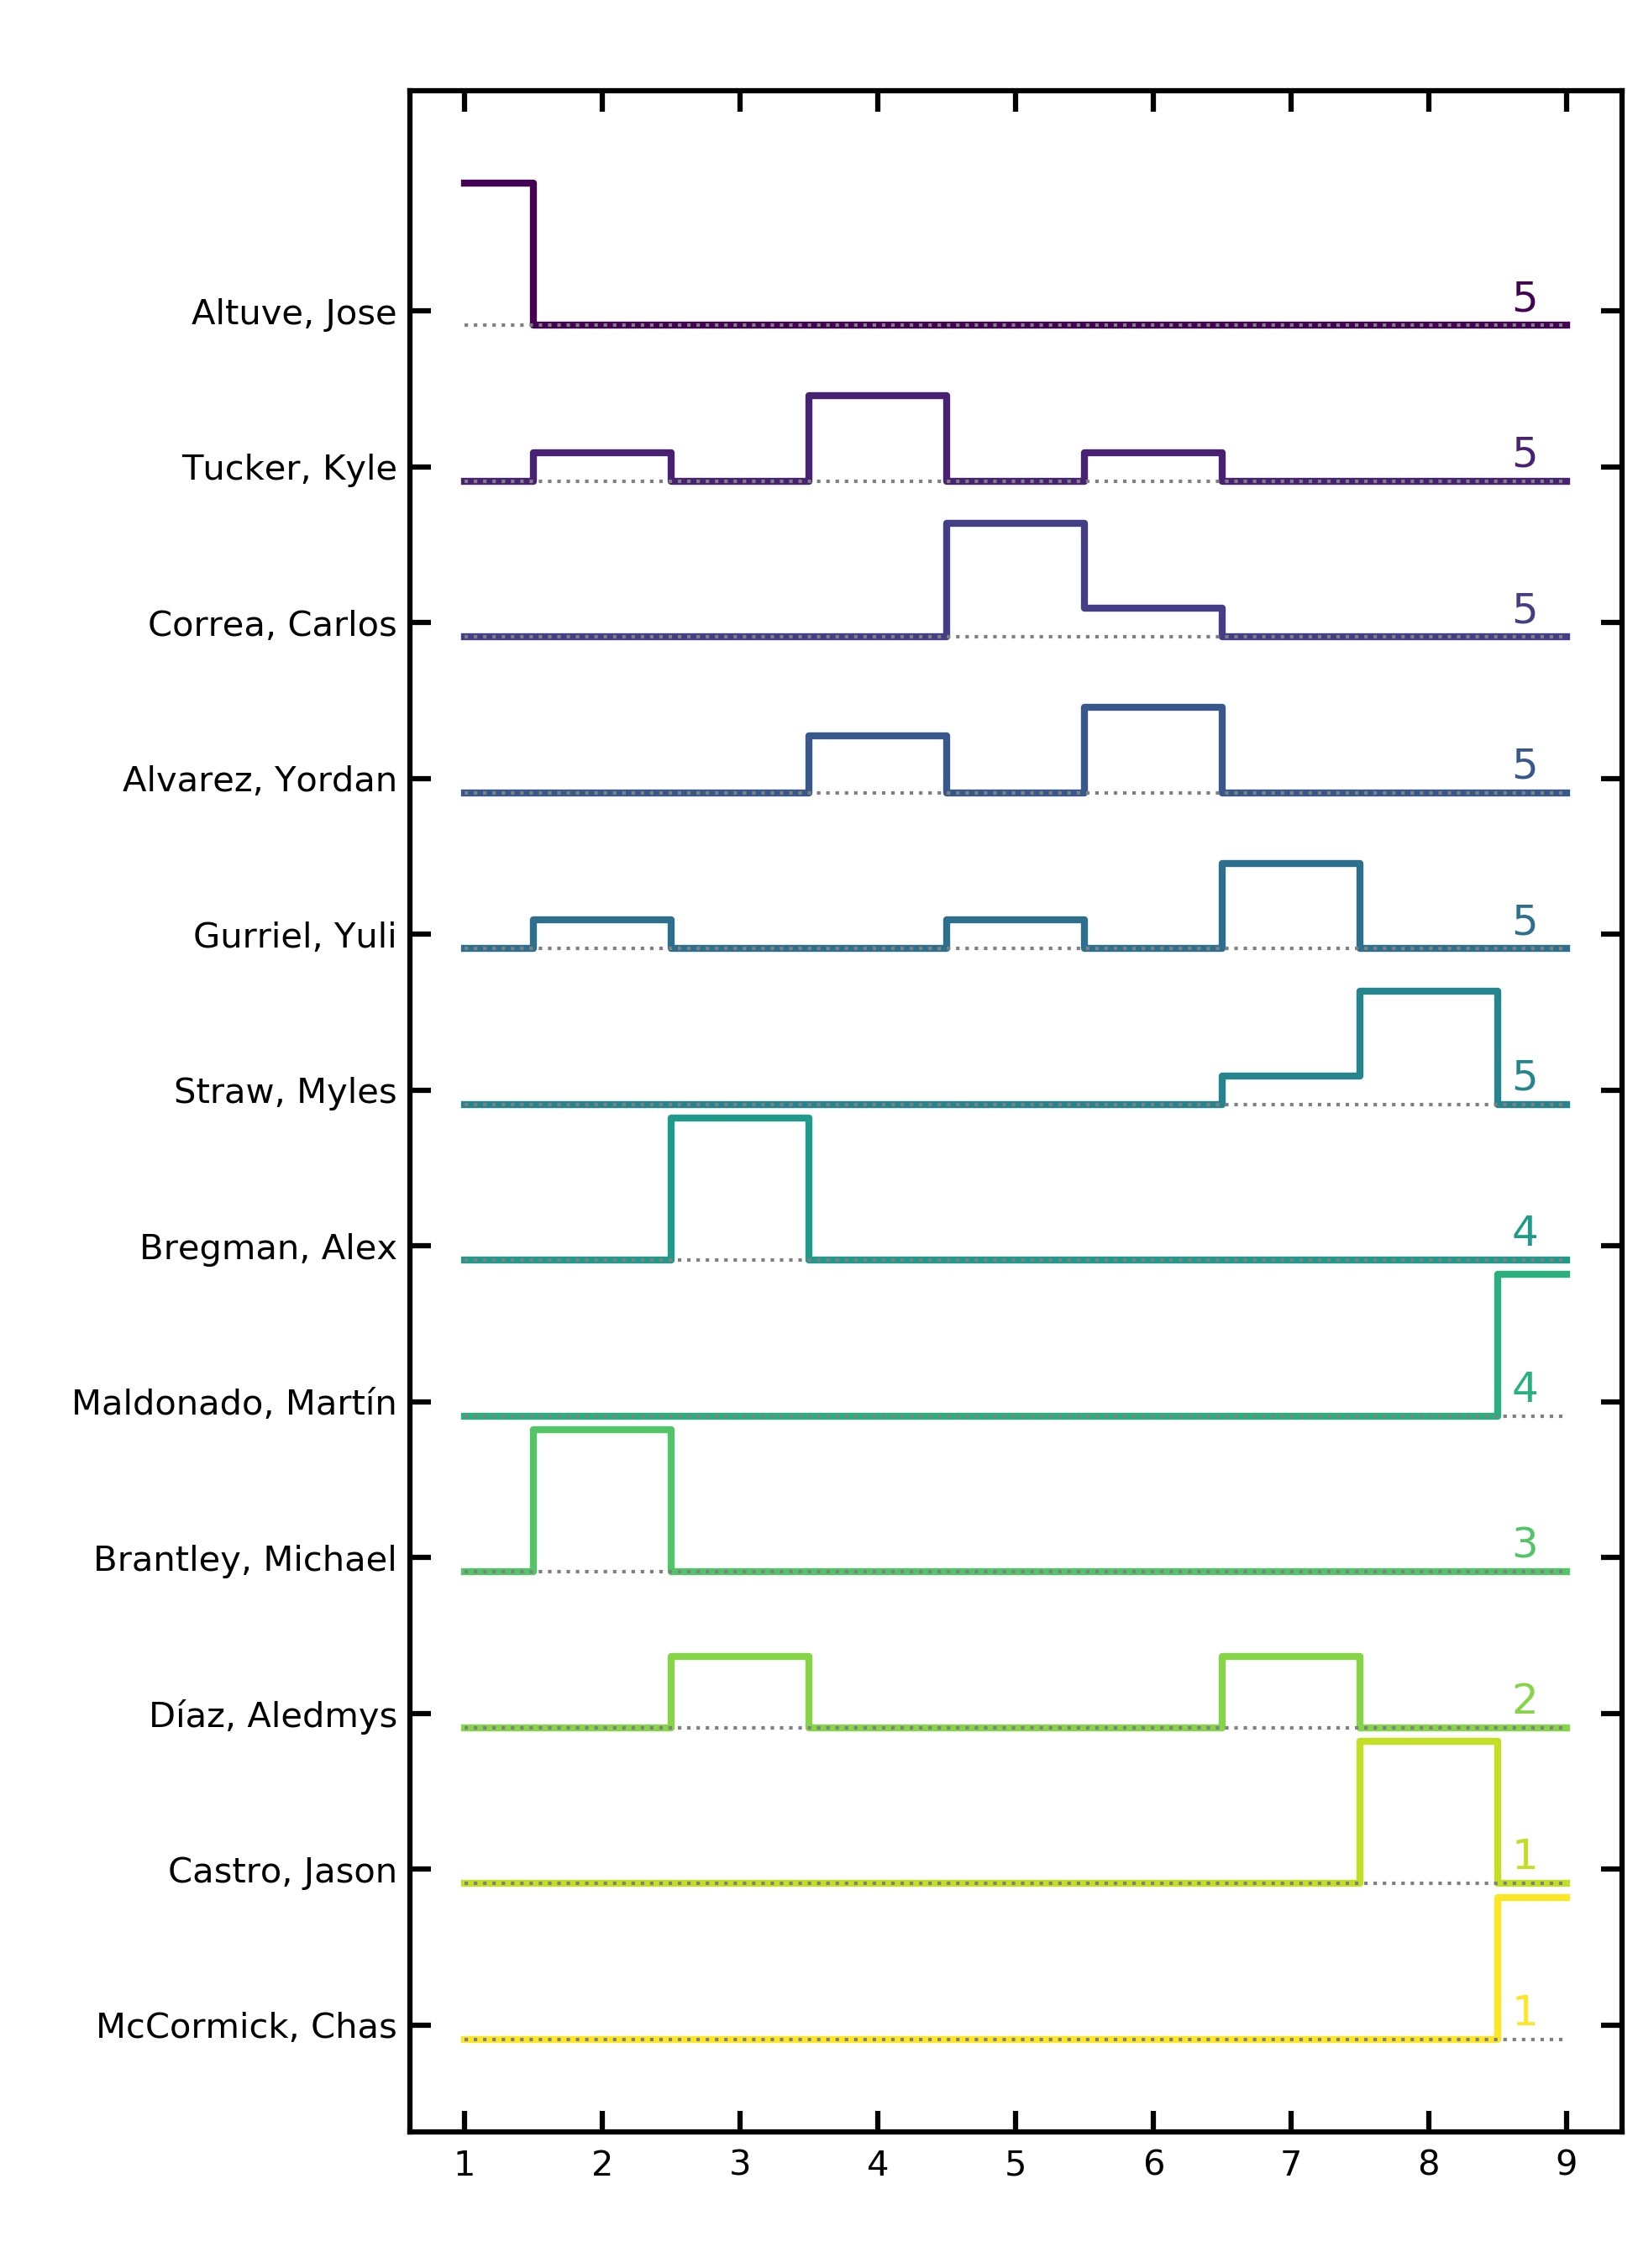 Altuve, Jose 5
Tucker, Kyle 5
Correa, Carlos 5
Alvarez, Yordan 5
Gurriel, Yuli 5
Straw, Myles 5
Bregman, Alex 4
Maldonado, Martín 4
Brantley, Michael 3
Díaz, Aledmys 2
Castro, Jason 1
McCormick, Chas 1
1 2 3 4 5 6 7 8 9